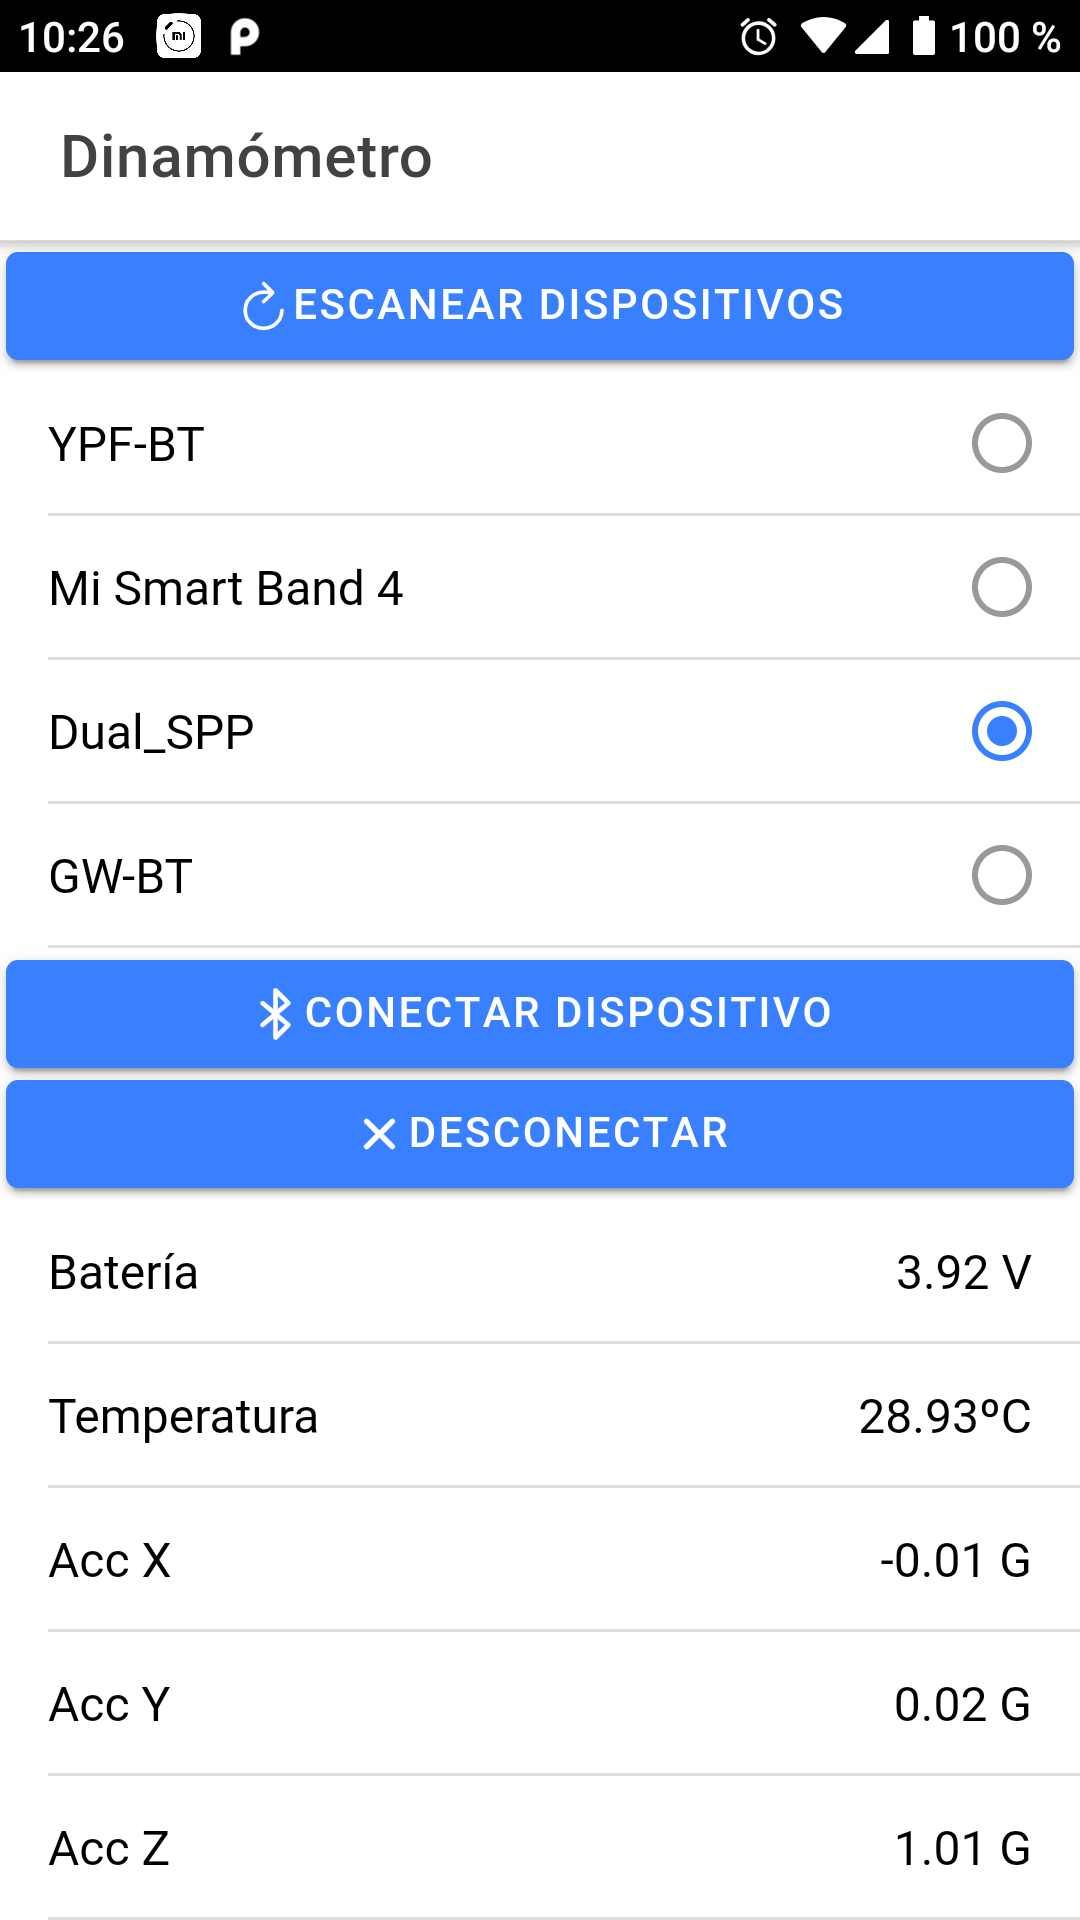 10:26 100 %
Dinamómetro
ESCANEAR DISPOSITIVOS
YPF-BT
Mi Smart Band 4
Dual_SPP
GW-BT
CONECTAR DISPOSITIVO
DESCONECTAR
Batería 3.92 V
Temperatura 28.93ºC
Acc X -0.01 G
Acc Y 0.02 G
Acc Z 1.01 G